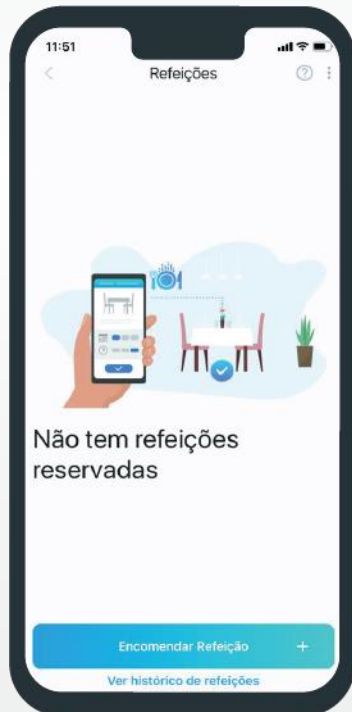 11:51
Refeições
Não tem refeições
reservadas
Encomendar Refeição +
Ver histórico de refeições